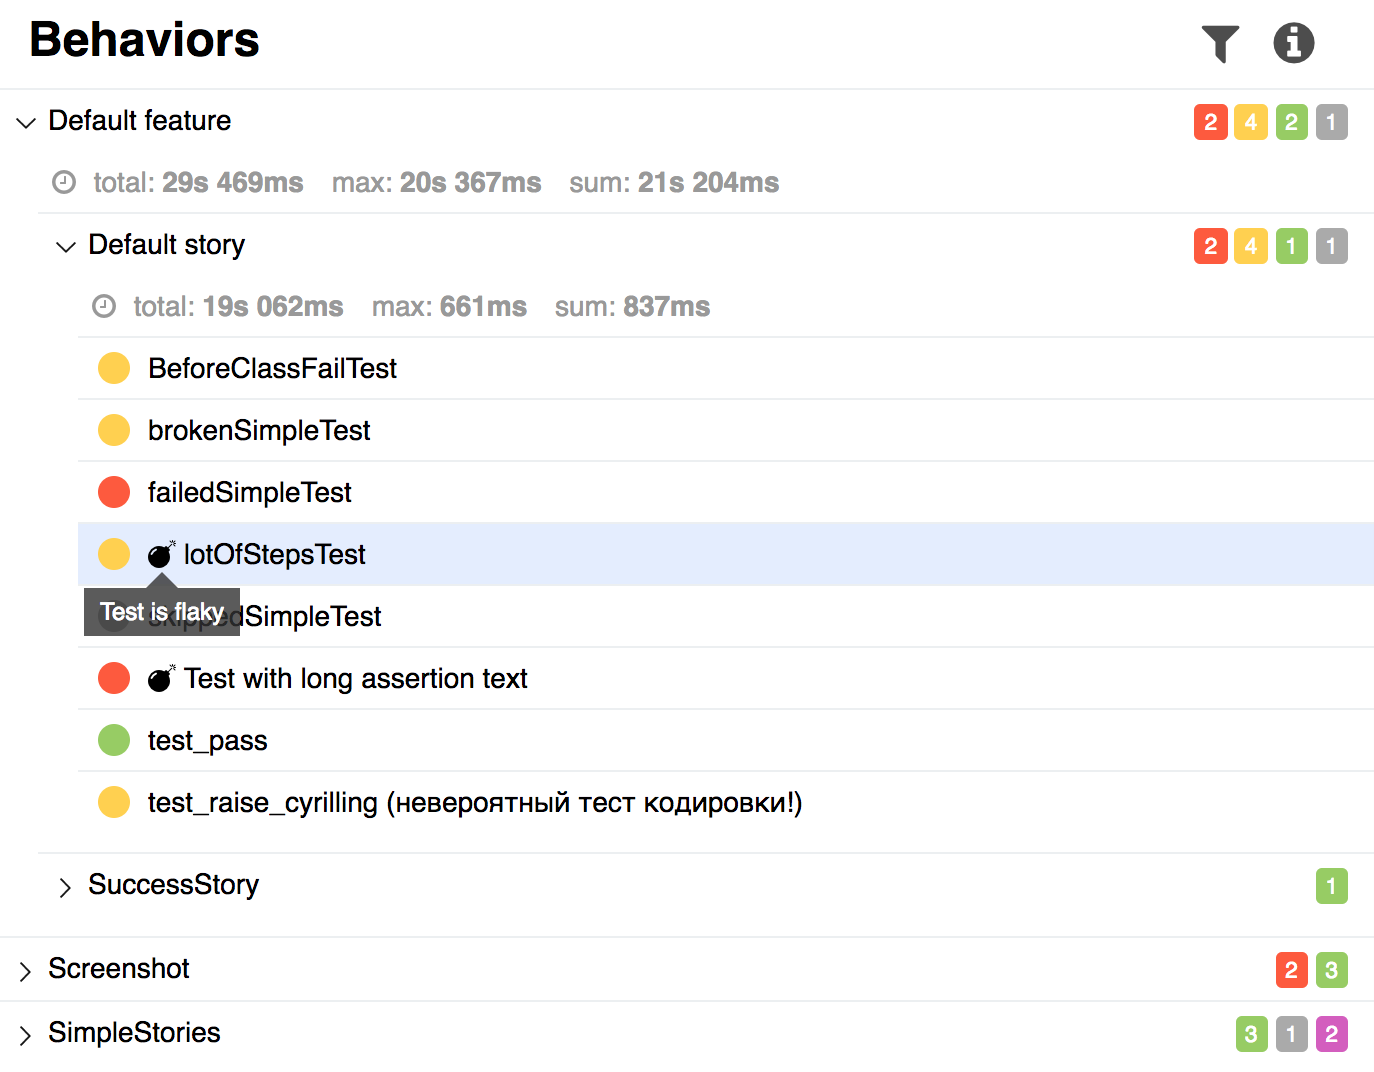 Behaviors
Default feature 2 4 2 1
total: 29s 469ms max: 20s 367ms sum: 21s 204ms
Default story 2 4 1 1
total: 19s 062ms max: 661ms sum: 837ms
BeforeClassFailTest
brokenSimpleTest
failedSimpleTest
lotOfStepsTest
Test is flaky
skippedSimpleTest
Test with long assertion text
test_pass
test_raise_cyrilling (невероятный тест кодировки!)
SuccessStory 1
Screenshot 2 3
SimpleStories 3 1 2